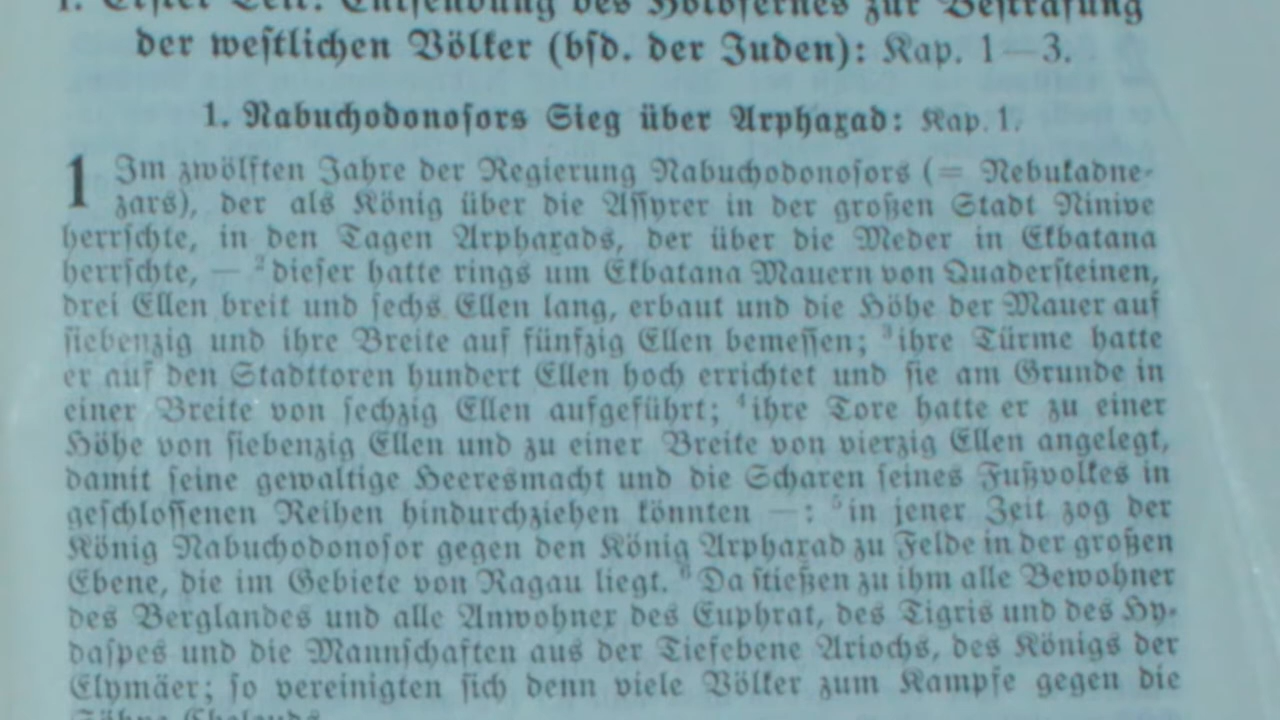 I. Erster Teil: Entsendung des Holofernes zur Bestrafung
der westlichen Völker (bsd. der Juden): Kap. 1—3.
1. Nabuchodonosors Sieg über Arphaxad: Kap. 1.
1 Im zwölften Jahre der Regierung Nabuchodonosors (= Nebukadne-
zars), der als König über die Assyrer in der großen Stadt Ninive
herrschte, in den Tagen Arphaxads, der über die Meder in Ekbatana
herrschte, — 2 dieser hatte rings um Ekbatana Mauern von Quadersteinen,
drei Ellen breit und sechs Ellen lang, erbaut und die Höhe der Mauer auf
siebenzig und ihre Breite auf fünfzig Ellen bemessen; 3 ihre Türme hatte
er auf den Stadttoren hundert Ellen hoch errichtet und sie am Grunde in
einer Breite von sechzig Ellen aufgeführt; 4 ihre Tore hatte er zu einer
Höhe von siebenzig Ellen und zu einer Breite von vierzig Ellen angelegt,
damit seine gewaltige Heeresmacht und die Scharen seines Fußvolkes in
geschlossenen Reihen hindurchziehen könnten —: 5 in jener Zeit zog der
König Nabuchodonosor gegen den König Arphaxad zu Felde in der großen
Ebene, die im Gebiete von Ragau liegt. 6 Da stießen zu ihm alle Bewohner
des Berglandes und alle Anwohner des Euphrat, des Tigris und des Hy-
daspes und die Mannschaften aus der Tiefebene Ariochs, des Königs der
Elymäer; so vereinigten sich denn viele Völker zum Kampfe gegen die
Söhne Cheleuds.